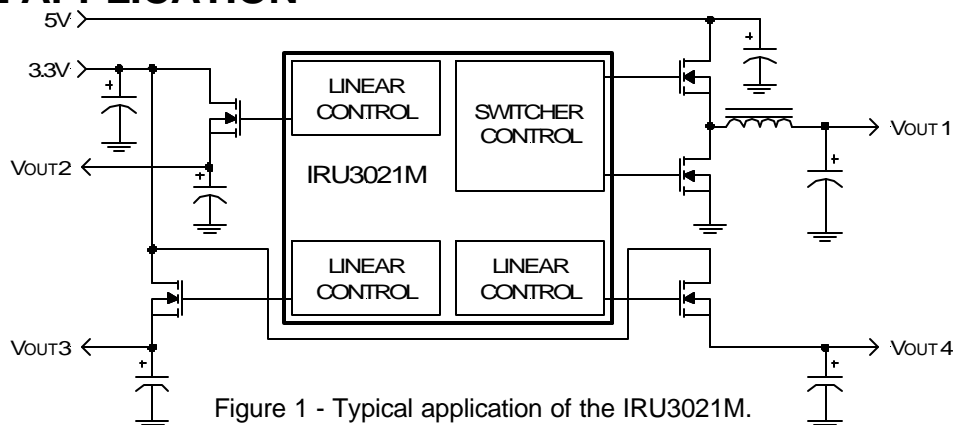 APPLICATION
5V
3.3V
LINEAR
CONTROL
SWITCHER
CONTROL
VOUT1
VOUT2
IRU3021M
LINEAR
CONTROL
LINEAR
CONTROL
VOUT3
VOUT4
Figure 1 - Typical application of the IRU3021M.